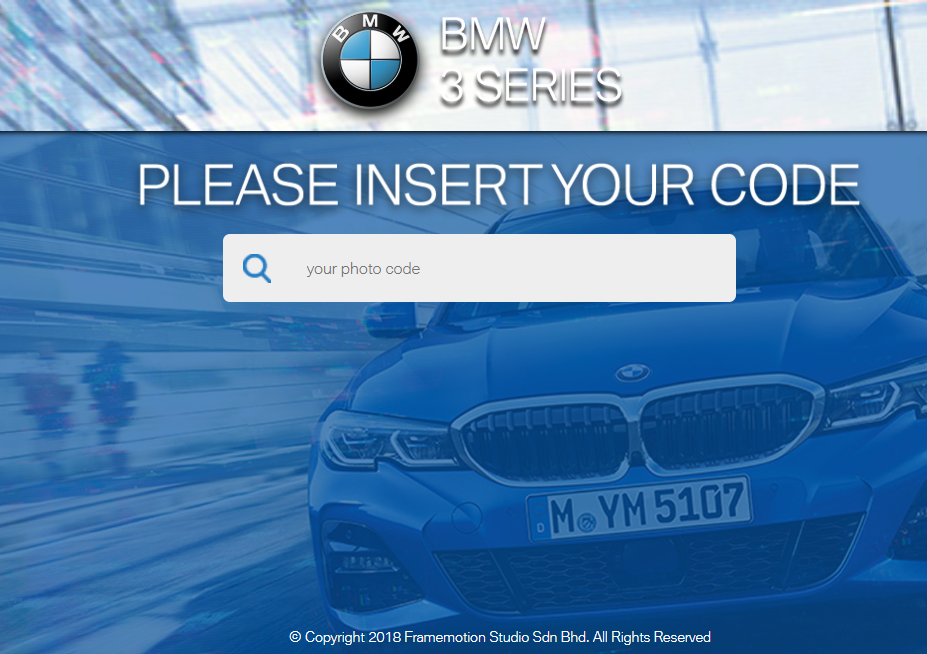 BMW
BMW
3 SERIES
PLEASE INSERT YOUR CODE
your photo code
M YM 5107
© Copyright 2018 Framemotion Studio Sdn Bhd. All Rights Reserved